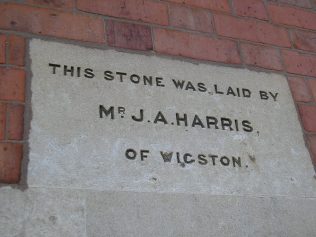 THIS STONE WAS LAID BY
MR J.A.HARRIS,
OF WIGSTON.